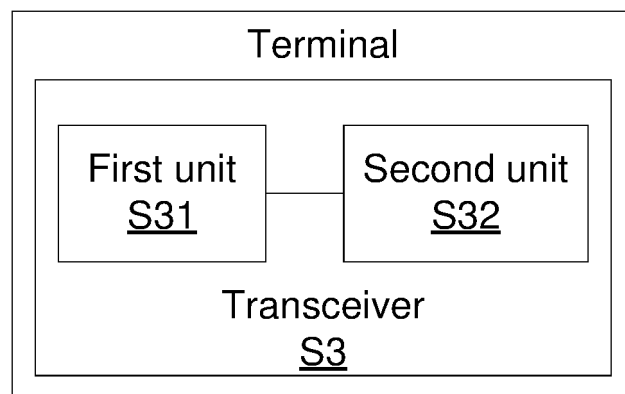 Terminal
First unit
S31
Second unit
S32
Transceiver
S3